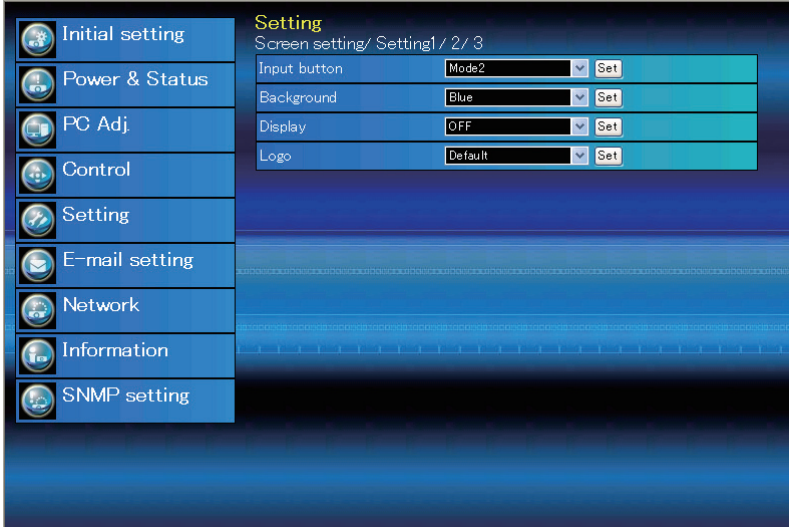 Initial setting
Power & Status
PC Adj.
Control
Setting
E-mail setting
Network
Information
SNMP setting
Setting
Screen setting/ Setting1/ 2/ 3
Input button Mode2 Set
Background Blue Set
Display OFF Set
Logo Default Set